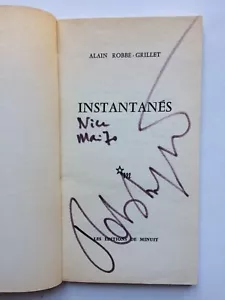 ALAIN ROBBE-GRILLET
INSTANTANÉS
Nice
Mai 70
m
LES ÉDITIONS DE MINUIT